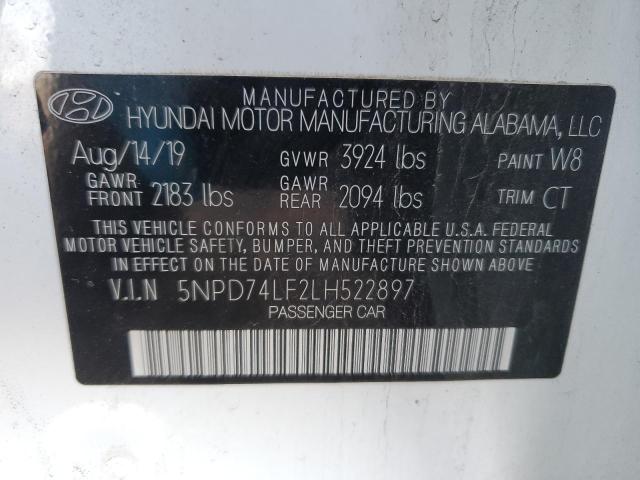 MANUFACTURED BY
HYUNDAI MOTOR MANUFACTURING ALABAMA, LLC
Aug/14/19 GVWR 3924 lbs PAINT W8
GAWR FRONT 2183 lbs GAWR REAR 2094 lbs TRIM CT
THIS VEHICLE CONFORMS TO ALL APPLICABLE U.S.A. FEDERAL
MOTOR VEHICLE SAFETY, BUMPER, AND THEFT PREVENTION STANDARDS
IN EFFECT ON THE DATE OF MANUFACTURE SHOWN ABOVE
V.I.N 5NPD74LF2LH522897
PASSENGER CAR